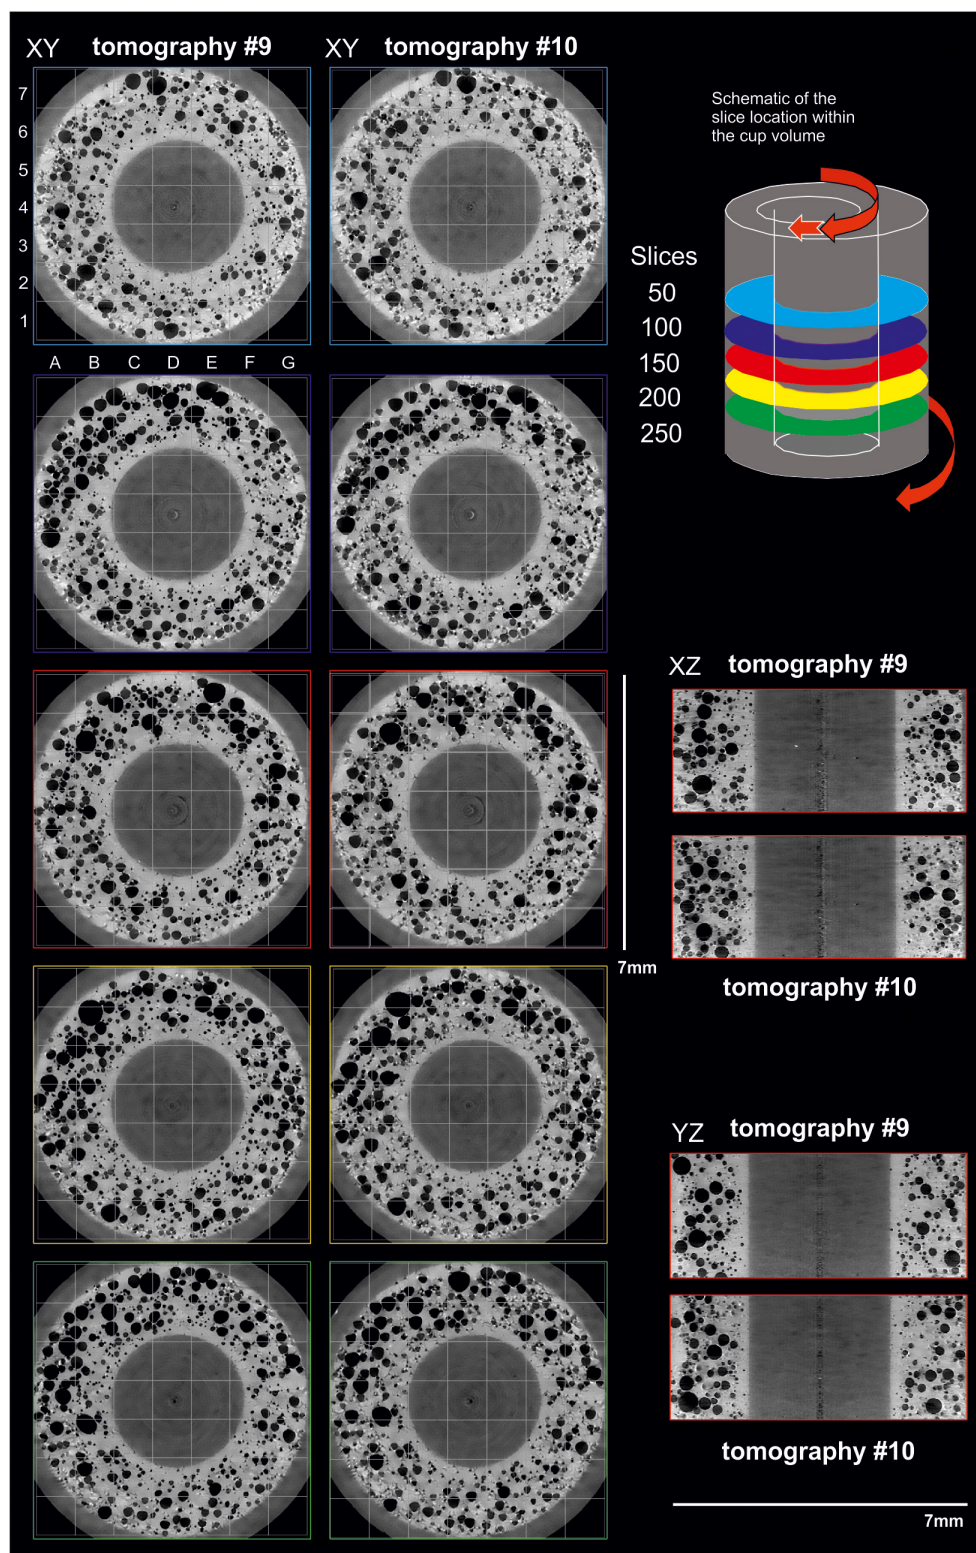 XY tomography #9 XY tomography #10
7
6
5
4
3
2
1
A B C D E F G
Schematic of the
slice location within
the cup volume
Slices
50
100
150
200
250
XZ tomography #9
tomography #10
7mm
YZ tomography #9
tomography #10
7mm